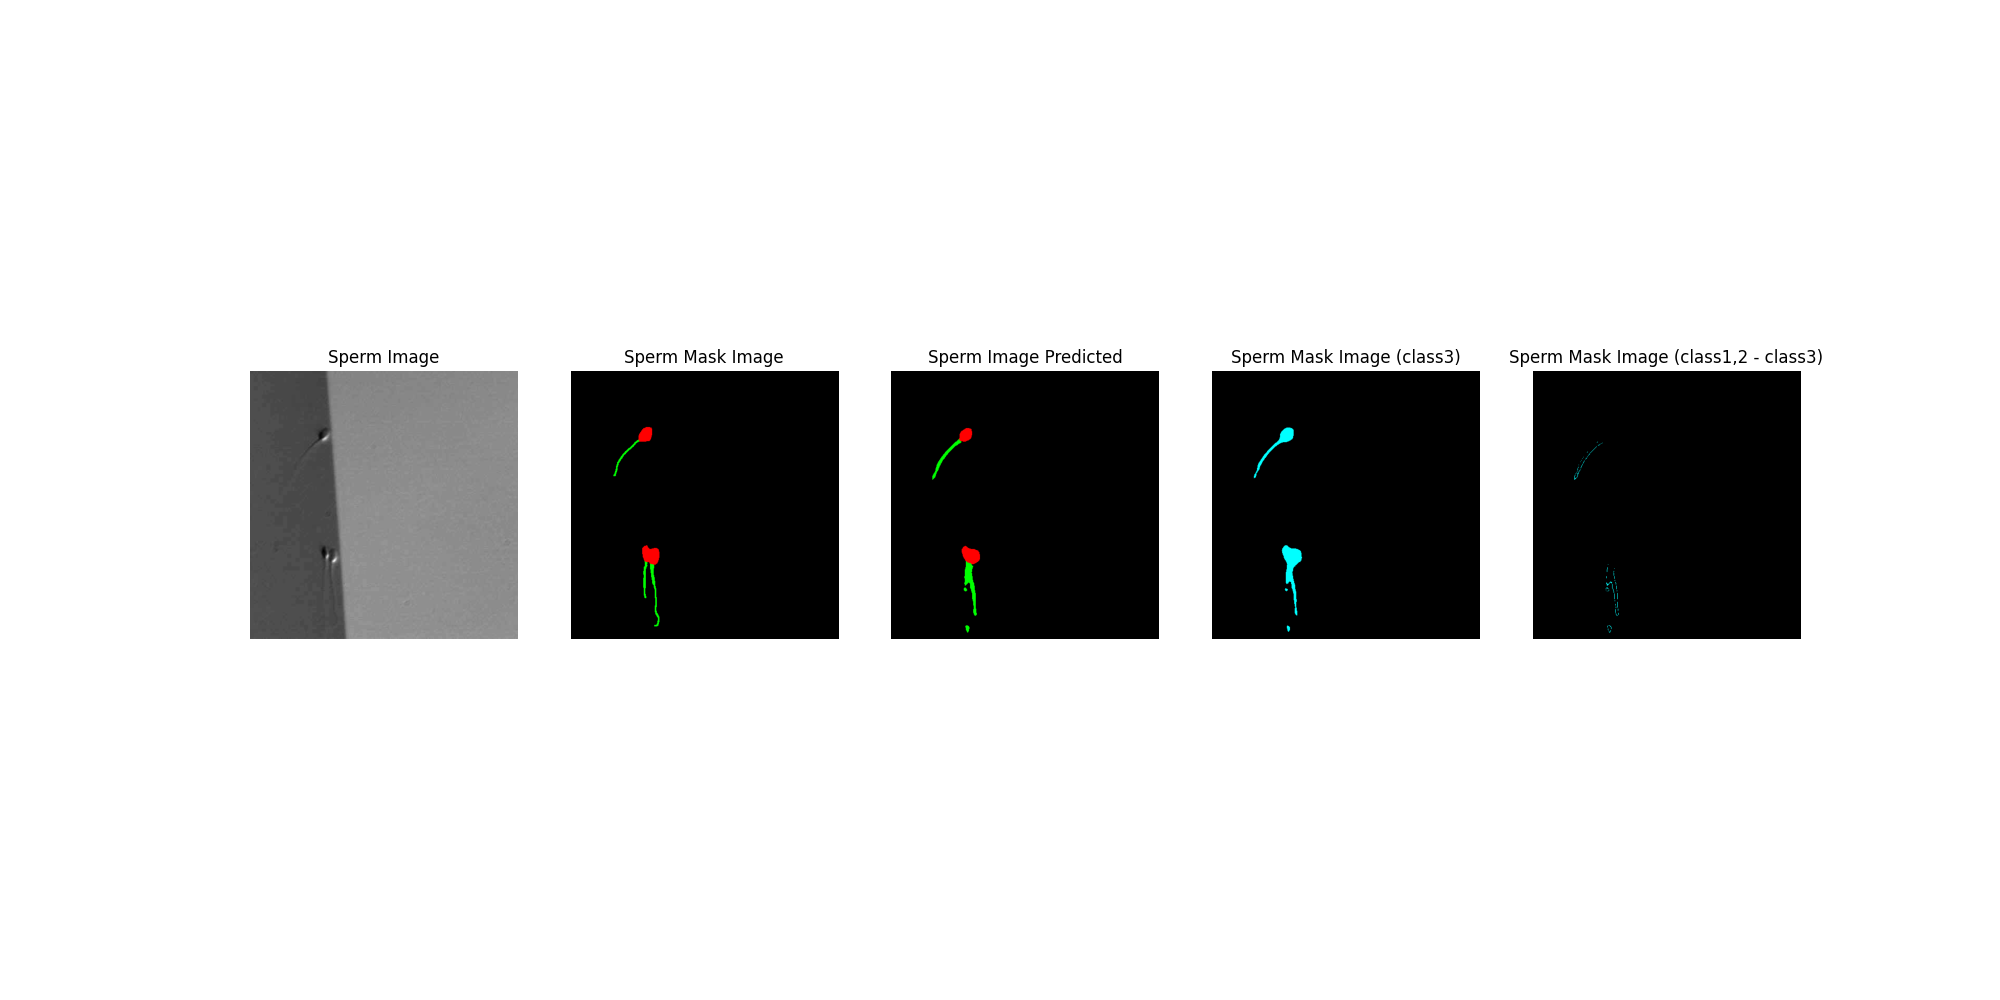 Sperm Image
Sperm Mask Image
Sperm Image Predicted
Sperm Mask Image (class3)
Sperm Mask Image (class1,2 - class3)